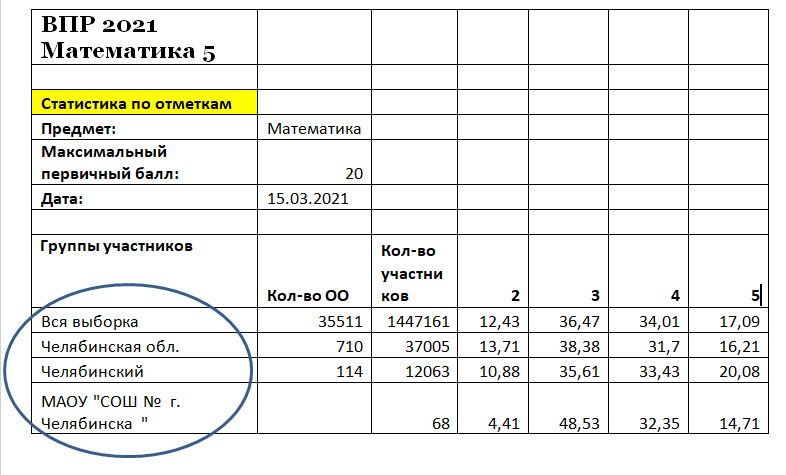 ВПР 2021
Математика 5
Статистика по отметкам
Предмет: Математика
Максимальный
первичный балл: 20
Дата: 15.03.2021
Группы участников Кол-во ОО Кол-во
участни
ков 2 3 4 5
Вся выборка 35511 1447161 12,43 36,47 34,01 17,09
Челябинская обл. 710 37005 13,71 38,38 31,7 16,21
Челябинский 114 12063 10,88 35,61 33,43 20,08
МАОУ "СОШ № г.
Челябинска " 68 4,41 48,53 32,35 14,71